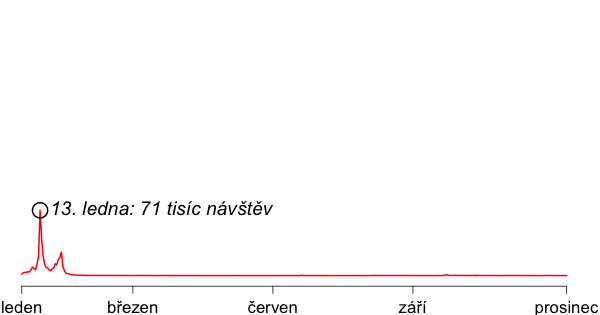 13. ledna: 71 tisíc návštěv
leden březen červen září prosinec